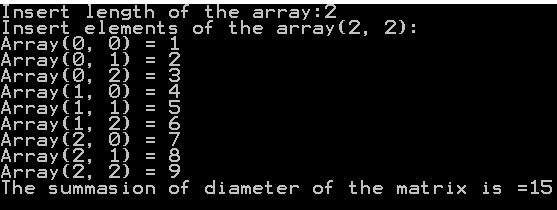 Insert length of the array:2
Insert elements of the array(2, 2):
Array(0, 0) = 1
Array(0, 1) = 2
Array(0, 2) = 3
Array(1, 0) = 4
Array(1, 1) = 5
Array(1, 2) = 6
Array(2, 0) = 7
Array(2, 1) = 8
Array(2, 2) = 9
The summasion of diameter of the matrix is =15